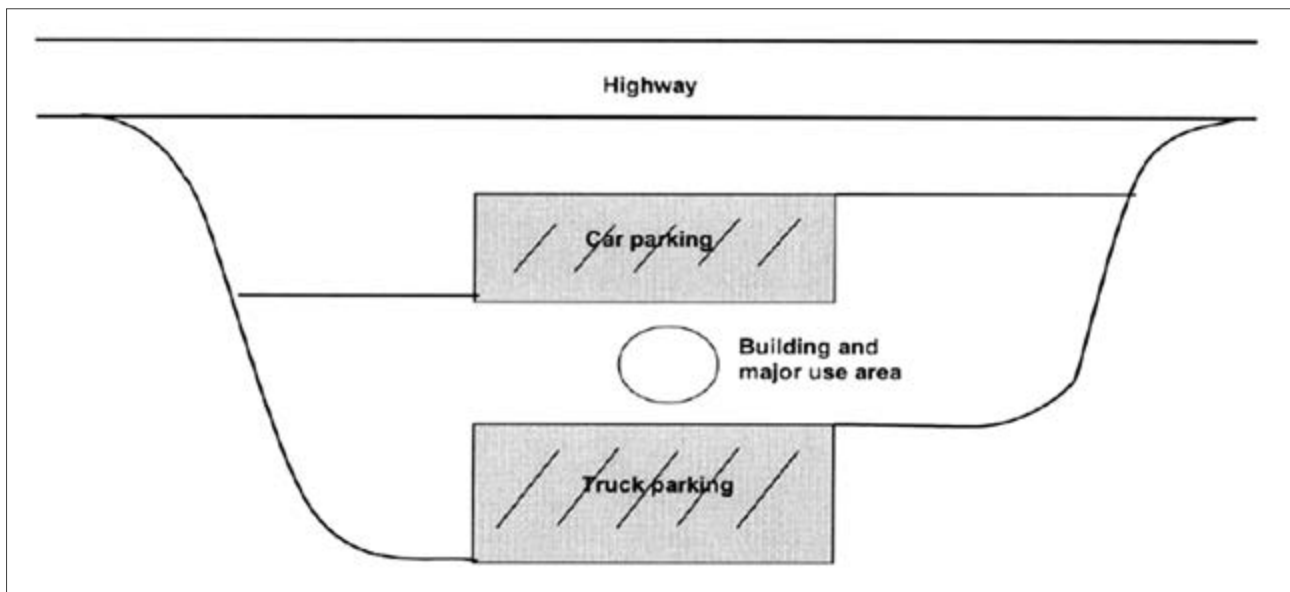 Highway
Car parking
Building and
major use area
Truck parking